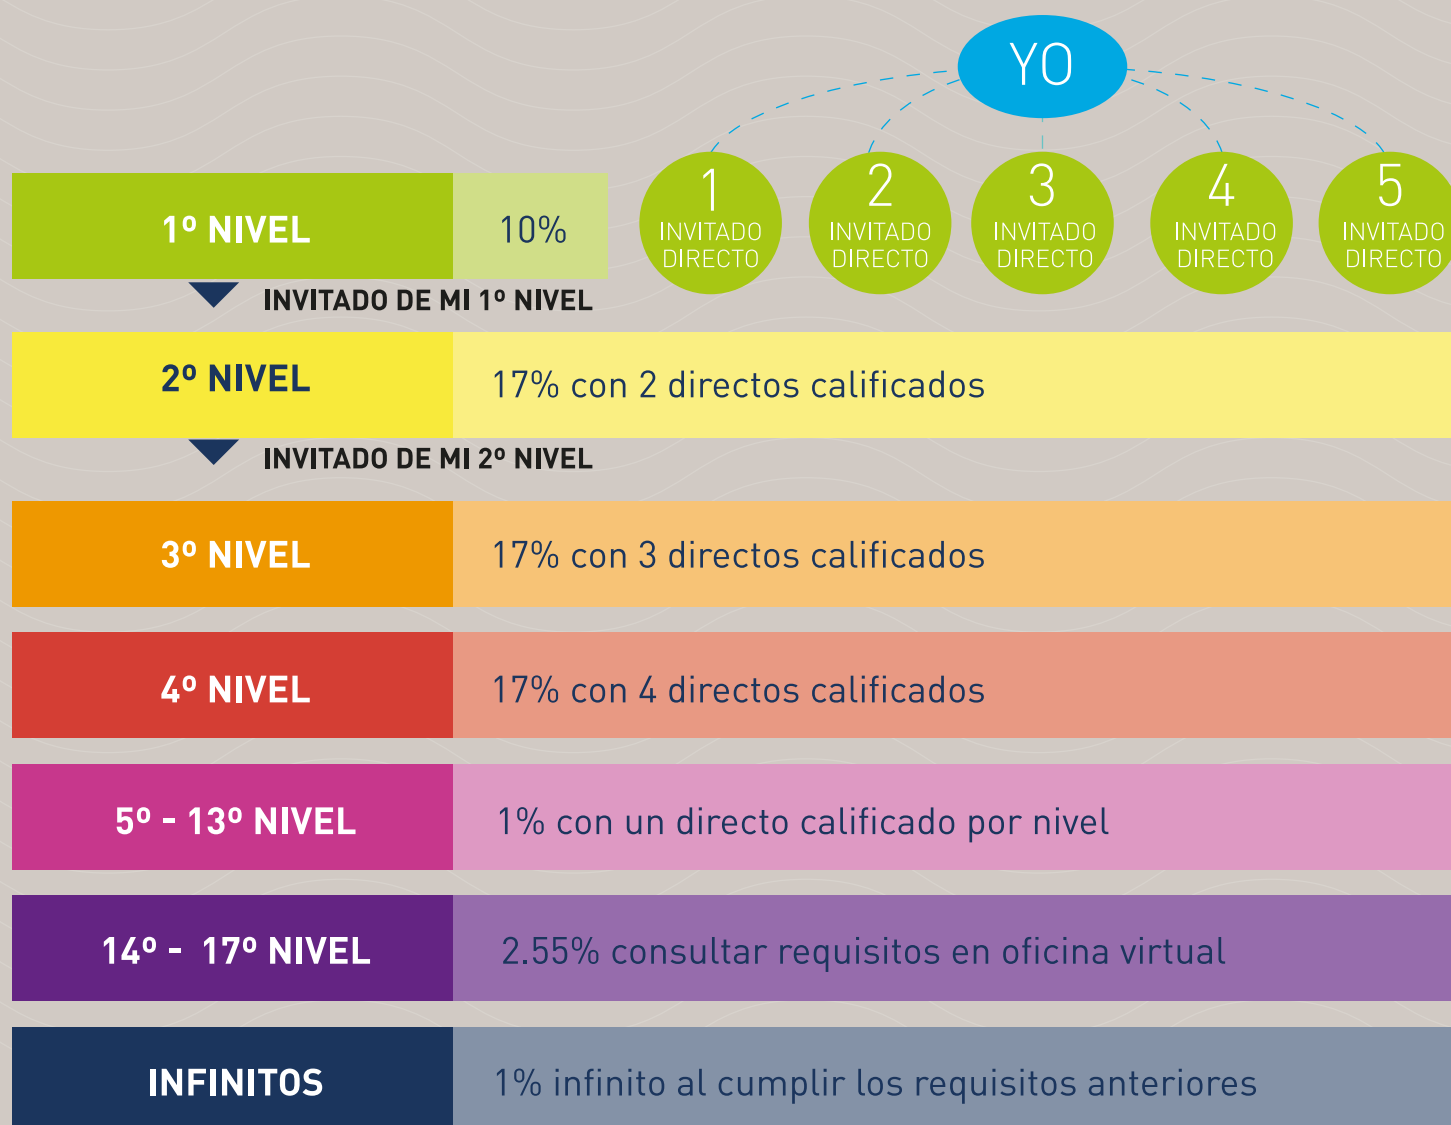 YO
1
INVITADO
DIRECTO
2
INVITADO
DIRECTO
3
INVITADO
DIRECTO
4
INVITADO
DIRECTO
5
INVITADO
DIRECTO
1º NIVEL
10%
INVITADO DE MI 1º NIVEL
2º NIVEL
17% con 2 directos calificados
INVITADO DE MI 2º NIVEL
3º NIVEL
17% con 3 directos calificados
4º NIVEL
17% con 4 directos calificados
5º - 13º NIVEL
1% con un directo calificado por nivel
14º - 17º NIVEL
2.55% consultar requisitos en oficina virtual
INFINITOS
1% infinito al cumplir los requisitos anteriores